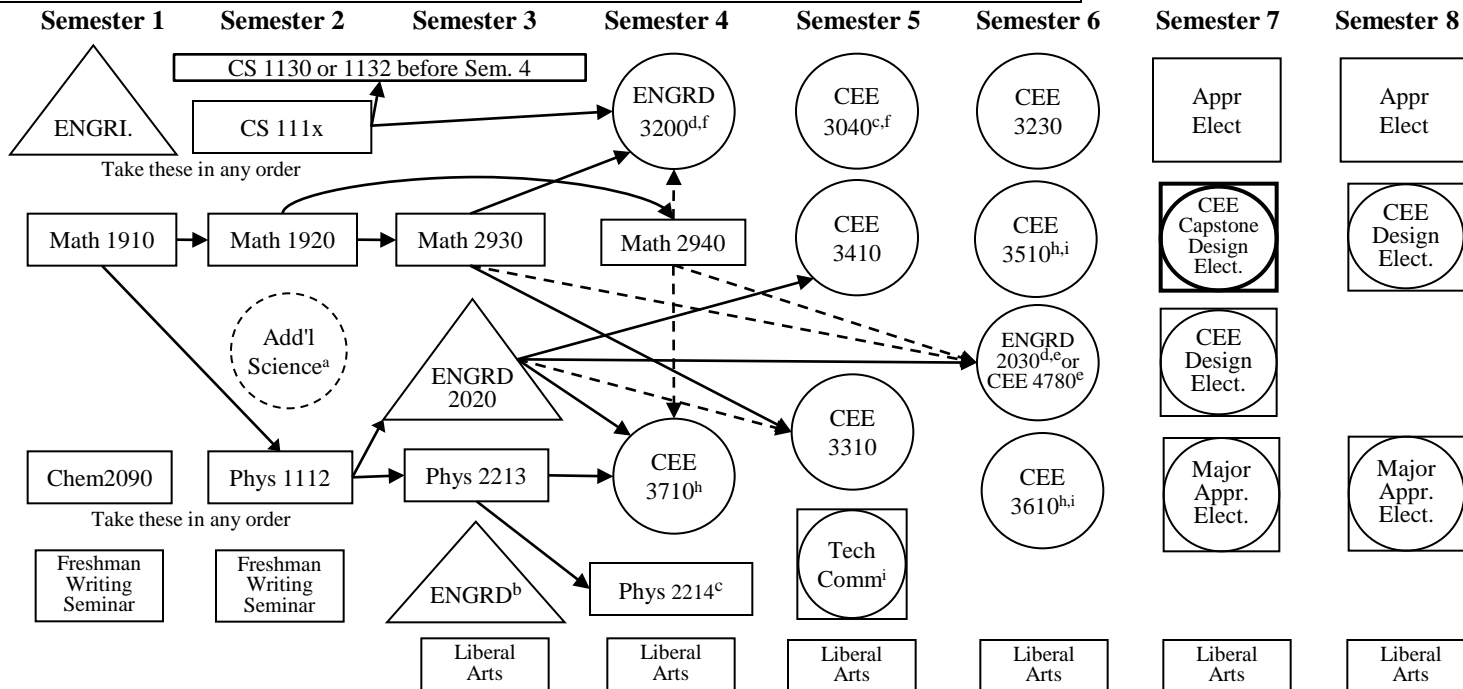 Semester 1
Semester 2
Semester 3
Semester 4
Semester 5
Semester 6
Semester 7
Semester 8
ENGRI.
CS 1130 or 1132 before Sem. 4
CS 111x
Take these in any order
ENGRD
3200d,f
CEE
3040c,f
CEE
3230
Appr
Elect
Appr
Elect
Math 1910
Math 1920
Math 2930
Math 2940
CEE
3410
CEE
3510h,i
CEE
Capstone
Design
Elect.
CEE
Design
Elect.
Add'l
Sciencea
ENGRD
2020
ENGRD
2030d,eor
CEE 4780e
CEE
Design
Elect.
Chem2090
Phys 1112
Phys 2213
CEE
3710h
CEE
3310
CEE
3610h,i
Major
Appr.
Elect.
Major
Appr.
Elect.
Take these in any order
Freshman
Writing
Seminar
Freshman
Writing
Seminar
ENGRDb
Phys 2214c
Tech
Commi
Liberal
Arts
Liberal
Arts
Liberal
Arts
Liberal
Arts
Liberal
Arts
Liberal
Arts